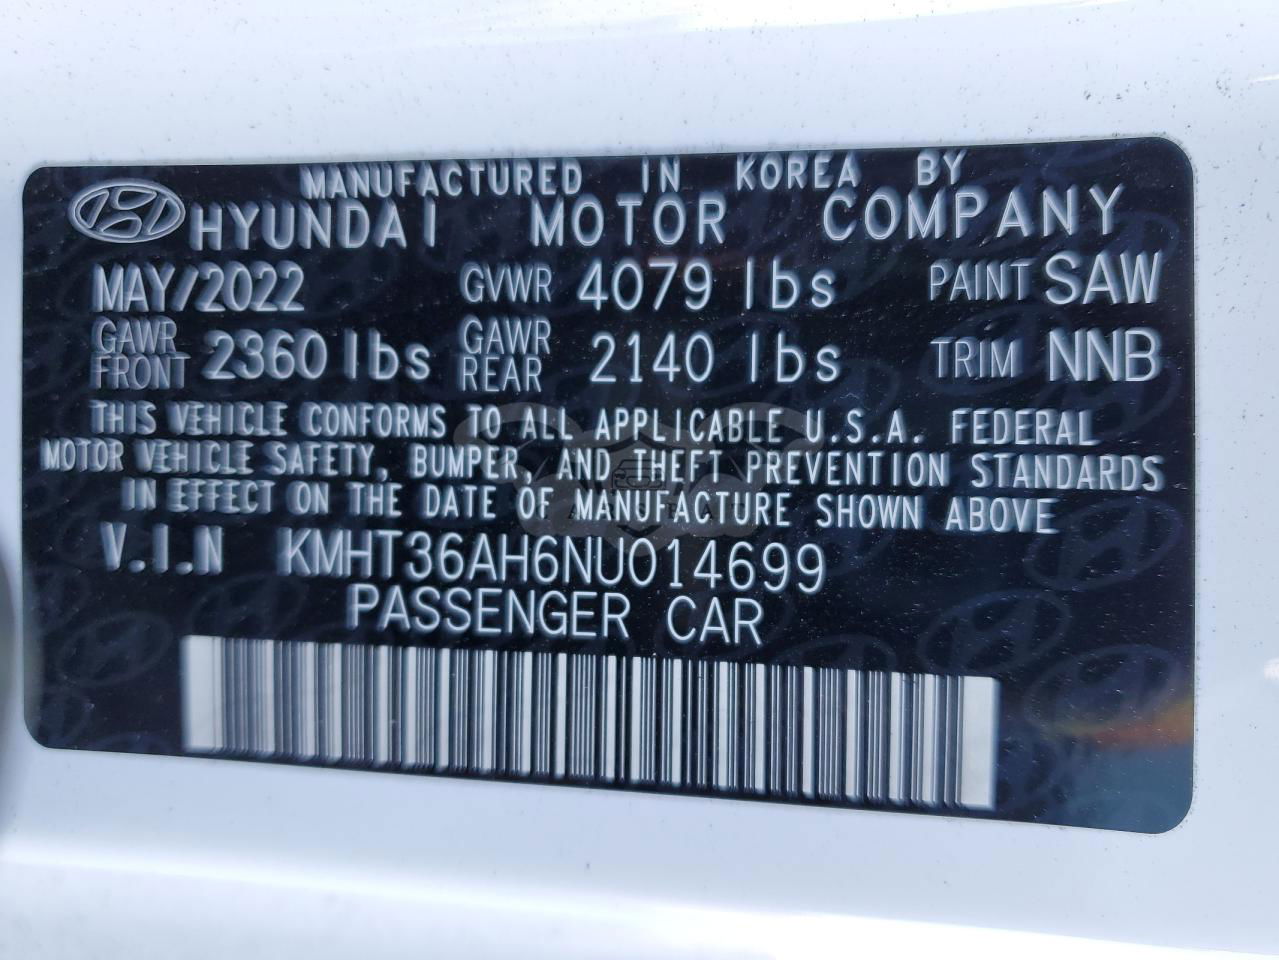 MANUFACTURED IN KOREA BY
HYUNDAI MOTOR COMPANY
MAY/2022 GVWR 4079 lbs PAINT SAW
GAWR FRONT 2360 lbs GAWR REAR 2140 lbs TRIM NNB
THIS VEHICLE CONFORMS TO ALL APPLICABLE U.S.A. FEDERAL
MOTOR VEHICLE SAFETY, BUMPER, AND THEFT PREVENTION STANDARDS
IN EFFECT ON THE DATE OF MANUFACTURE SHOWN ABOVE
V.I.N KMHT36AH6NU014699
PASSENGER CAR